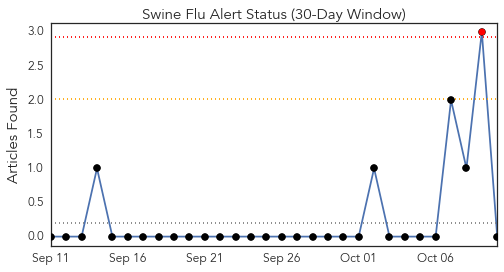 Swine Flu Alert Status (30-Day Window)
Articles Found
3.0
2.5
2.0
1.5
1.0
0.5
0.0
Sep 11
Sep 16
Sep 21
Sep 26
Oct 01
Oct 06